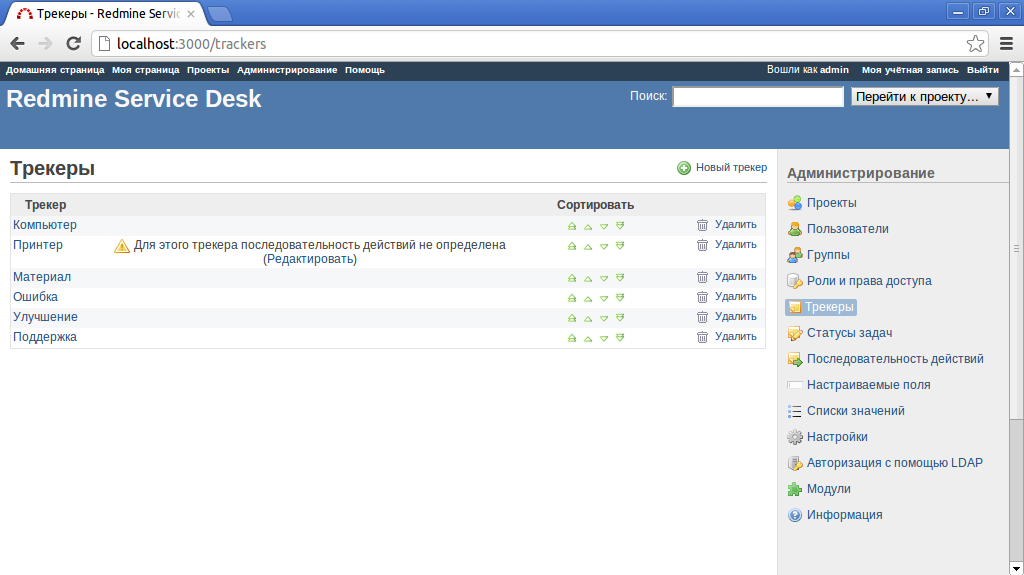 Трекеры - Redmine Servic
localhost:3000/trackers
Домашняя страница Моя страница Проекты Администрирование Помощь
Вошли как admin Моя учётная запись Выйти
Redmine Service Desk
Поиск:
Перейти к проекту...
Трекеры
Новый трекер
Трекер Сортировать
Компьютер Удалить
Принтер Для этого трекера последовательность действий не определена Удалить
(Редактировать)
Материал Удалить
Ошибка Удалить
Улучшение Удалить
Поддержка Удалить
Администрирование
Проекты
Пользователи
Группы
Роли и права доступа
Трекеры
Статусы задач
Последовательность действий
Настраиваемые поля
Списки значений
Настройки
Авторизация с помощью LDAP
Модули
Информация